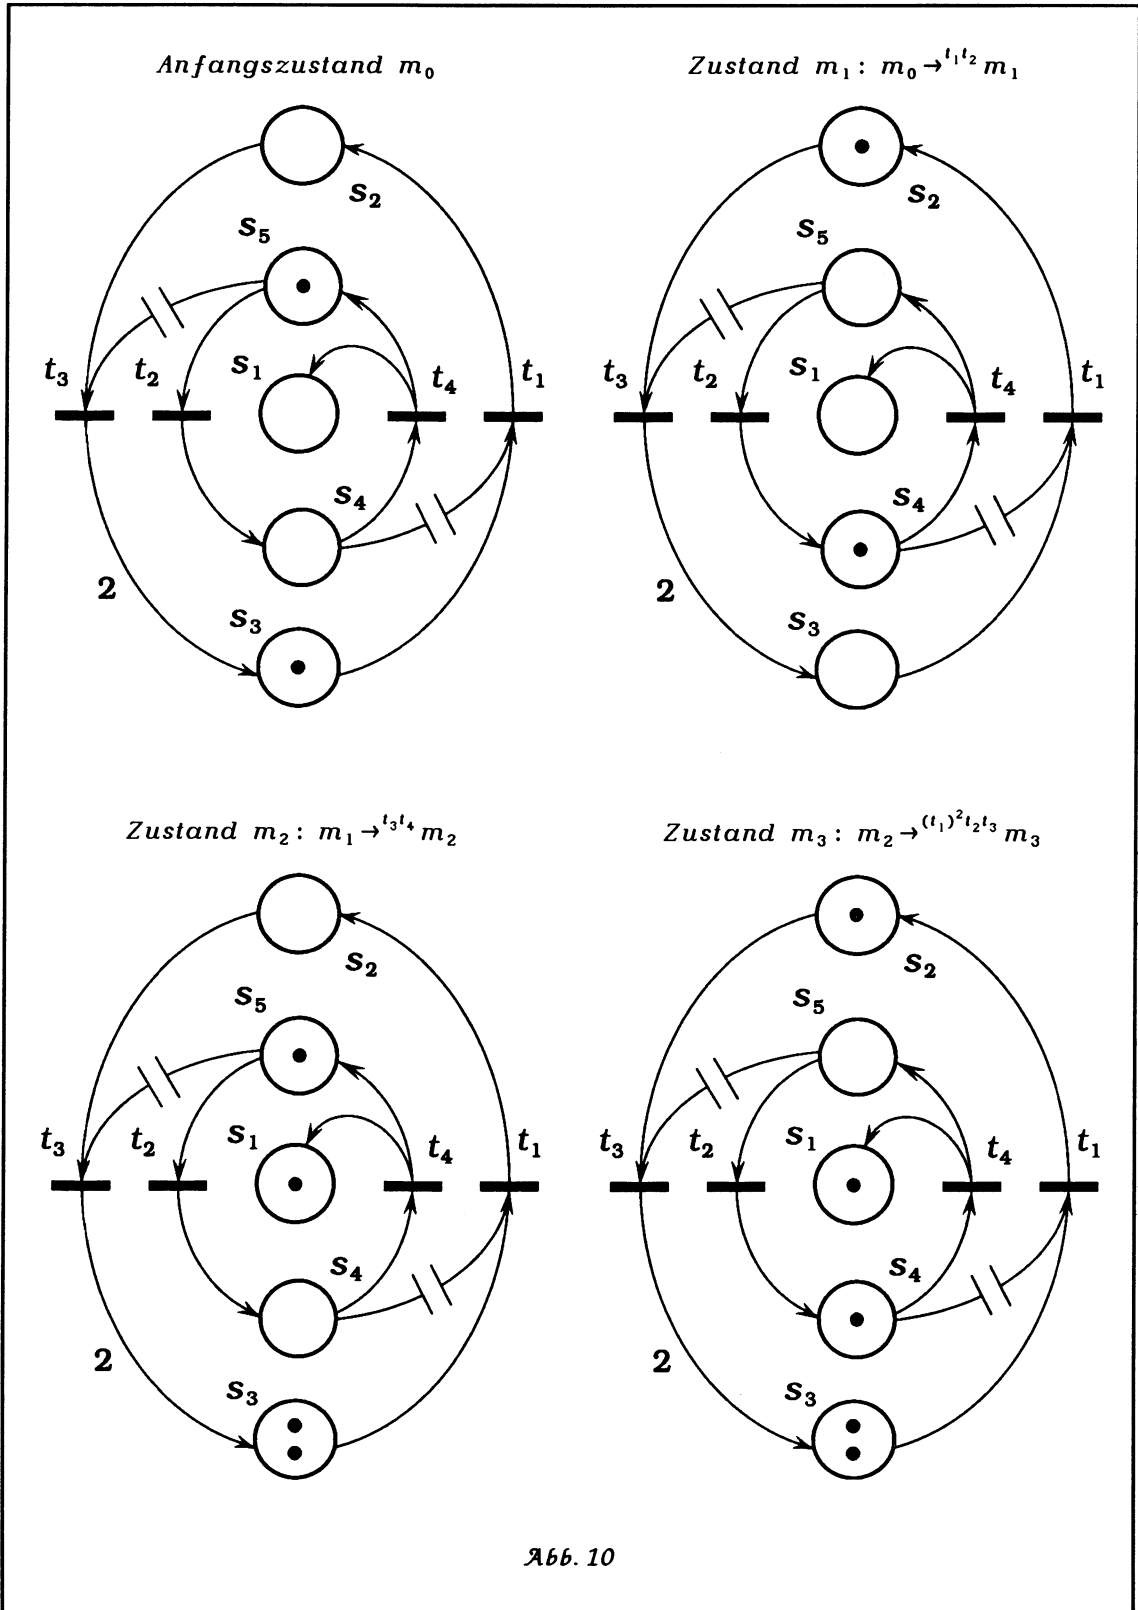 Anfangszustand m₀
s₂
s₅
t₃ t₂ s₁ t₄ t₁
s₄
2
s₃
Zustand m₁: m₀ →ᵗ¹ᵗ² m₁
s₂
s₅
t₃ t₂ s₁ t₄ t₁
s₄
2
s₃
Zustand m₂: m₁ →ᵗ³ᵗ⁴ m₂
s₂
s₅
t₃ t₂ s₁ t₄ t₁
s₄
2
s₃
Zustand m₃: m₂ →⁽ᵗ¹⁾²ᵗ²ᵗ³ m₃
s₂
s₅
t₃ t₂ s₁ t₄ t₁
s₄
2
s₃
Abb. 10